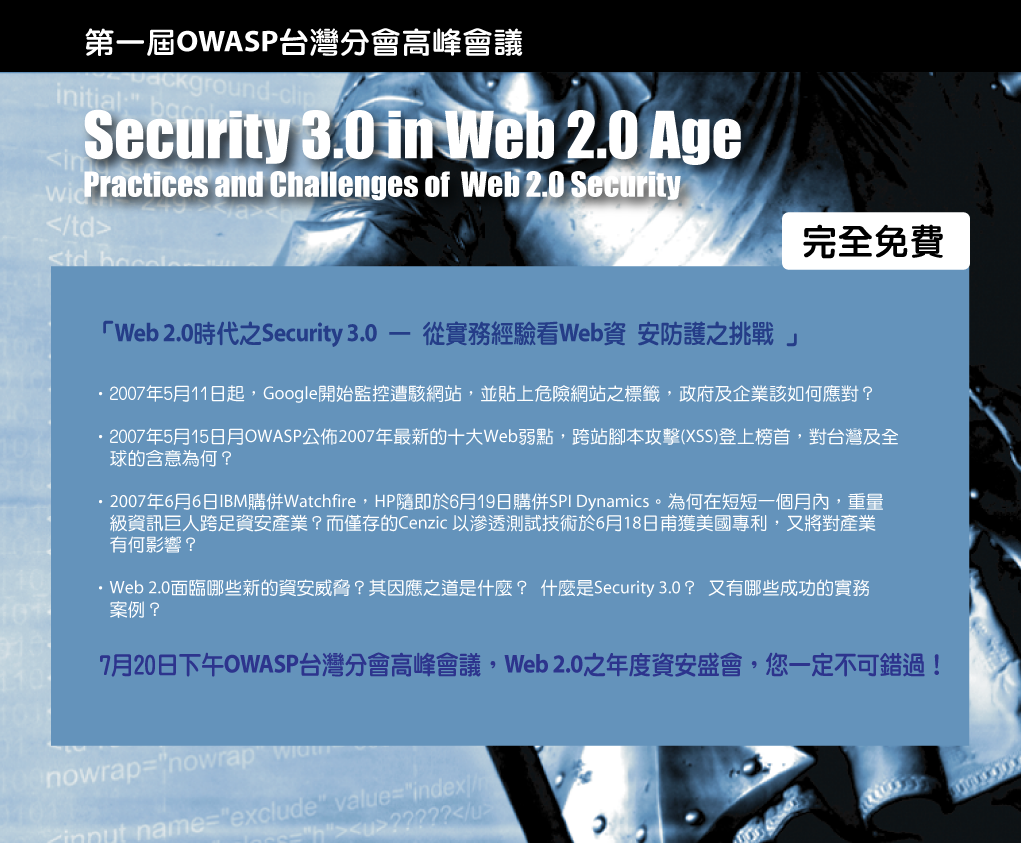 第一屆OWASP台灣分會高峰會議
Security 3.0 in Web 2.0 Age
Practices and Challenges of Web 2.0 Security
完全免費
「Web 2.0時代之Security 3.0 — 從實務經驗看Web資 安防護之挑戰 」
・2007年5月11日起，Google開始監控遭駭網站，並貼上危險網站之標籤，政府及企業該如何應對？
・2007年5月15日月OWASP公佈2007年最新的十大Web弱點，跨站腳本攻擊(XSS)登上榜首，對台灣及全
球的含意為何？
・2007年6月6日IBM購併Watchfire，HP隨即於6月19日購併SPI Dynamics。為何在短短一個月內，重量
級資訊巨人跨足資安產業？而僅存的Cenzic 以滲透測試技術於6月18日甫獲美國專利，又將對產業
有何影響？
・Web 2.0面臨哪些新的資安威脅？其因應之道是什麼？ 什麼是Security 3.0？ 又有哪些成功的實務
案例？
7月20日下午OWASP台灣分會高峰會議，Web 2.0之年度資安盛會，您一定不可錯過！
nowrap="nowrap" width=
name="exclude" value="index|/
"h"><u>?????</u>